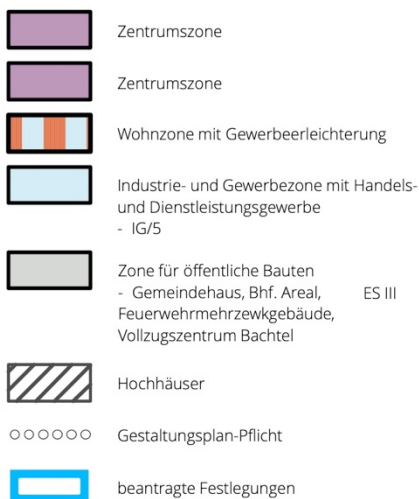 Zentrumszone
Zentrumszone
Wohnzone mit Gewerbeerleichterung
Industrie- und Gewerbezone mit Handels-
und Dienstleistungsgewerbe
- IG/5
Zone für öffentliche Bauten
- Gemeindehaus, Bhf. Areal, ES III
Feuerwehrmehrzewkgebäude,
Vollzugszentrum Bachtel
Hochhäuser
Gestaltungsplan-Pflicht
beantragte Festlegungen